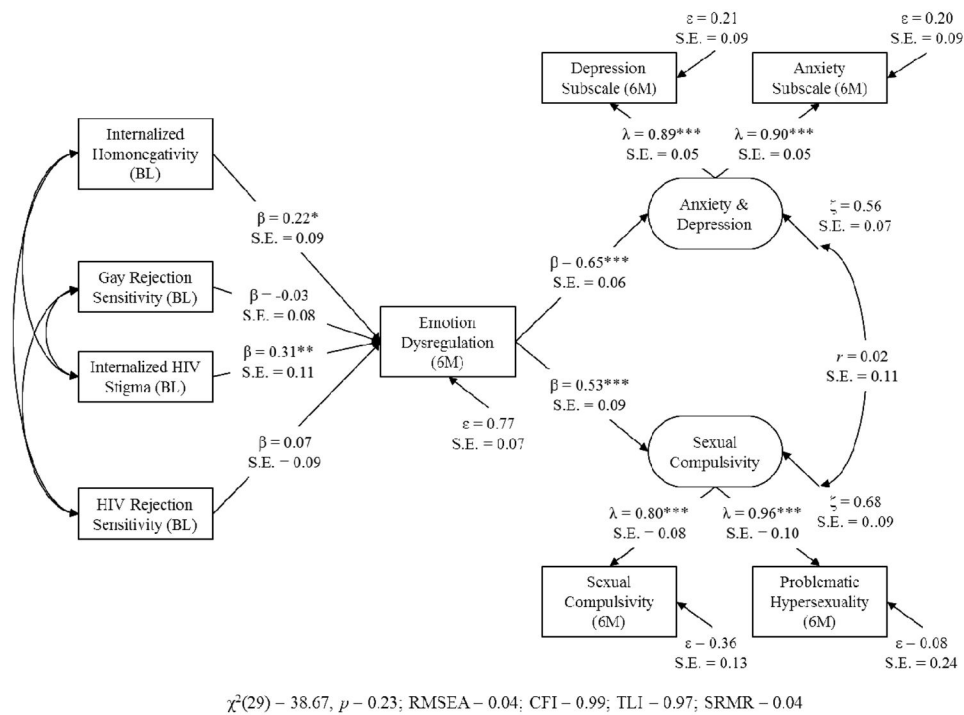 ε = 0.21
S.E. = 0.09
ε = 0.20
S.E. = 0.09
Depression
Subscale (6M)
Anxiety
Subscale (6M)
λ = 0.89***
S.E. = 0.05
λ = 0.90***
S.E. = 0.05
Internalized
Homonegativity
(BL)
Anxiety &
Depression
ζ = 0.56
S.E. = 0.07
β = 0.22*
S.E. = 0.09
Gay Rejection
Sensitivity (BL)
β = -0.03
S.E. = 0.08
β – 0.65***
S.E. = 0.06
Emotion
Dysregulation
(6M)
Internalized HIV
Stigma (BL)
β = 0.31**
S.E. = 0.11
r = 0.02
S.E. = 0.11
β = 0.53***
S.E. = 0.09
ε = 0.77
S.E. = 0.07
β = 0.07
S.E. – 0.09
Sexual
Compulsivity
HIV Rejection
Sensitivity (BL)
ζ = 0.68
S.E. = 0..09
λ = 0.80***
S.E. – 0.08
λ = 0.96***
S.E. – 0.10
Sexual
Compulsivity
(6M)
Problematic
Hypersexuality
(6M)
ε – 0.36
S.E. = 0.13
ε – 0.08
S.E. = 0.24
χ²(29) – 38.67, p – 0.23; RMSEA – 0.04; CFI – 0.99; TLI – 0.97; SRMR – 0.04